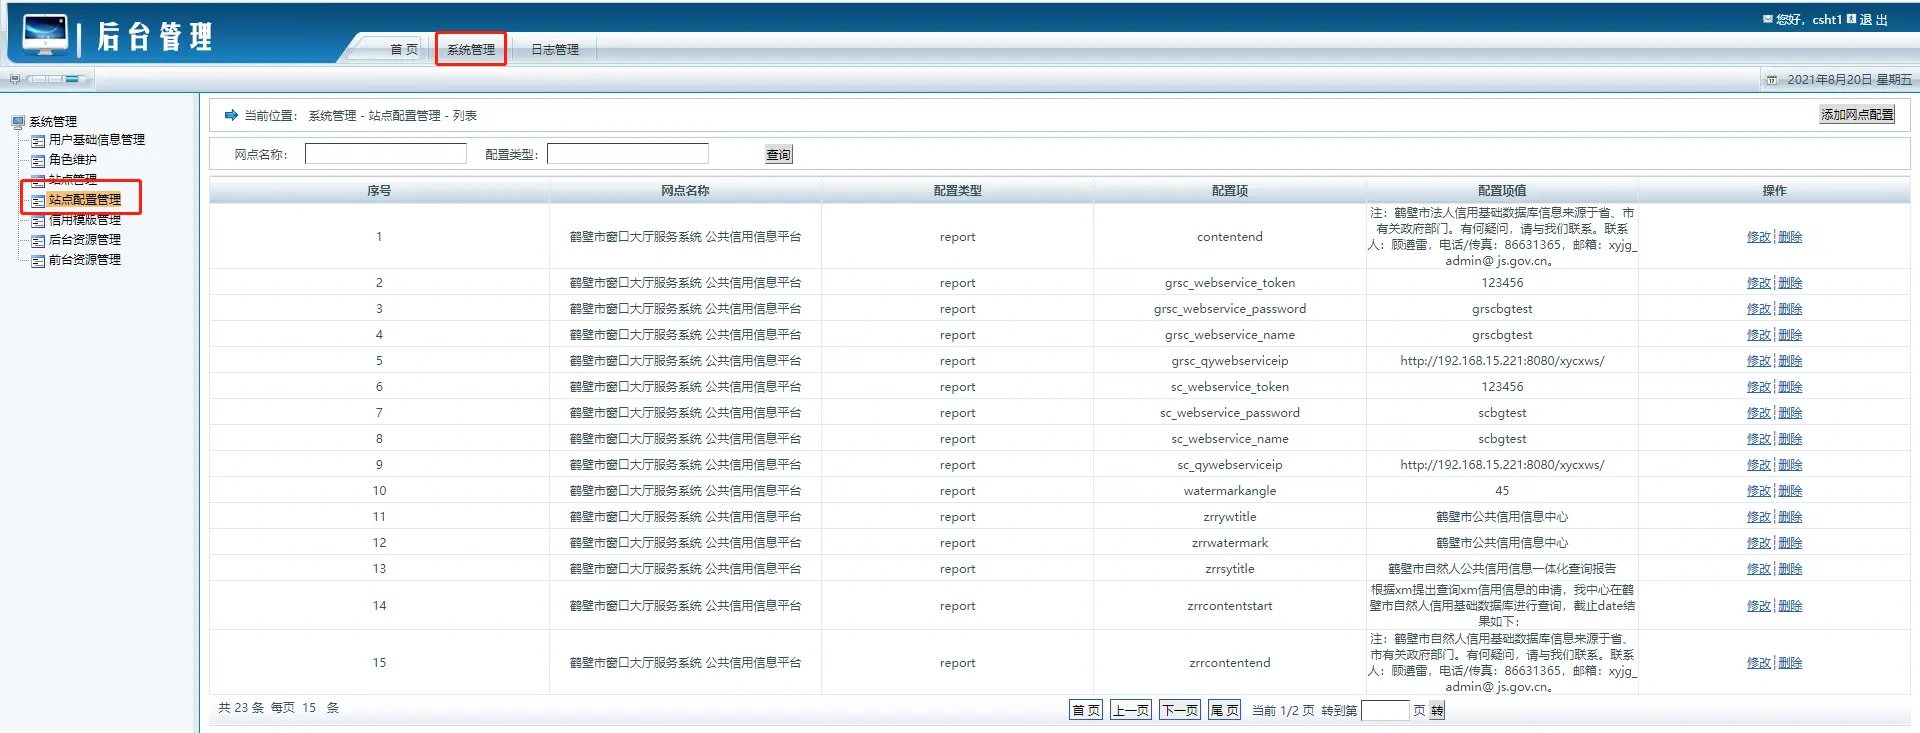 后台管理
您好，csht1 退 出
首 页 系统管理 日志管理
2021年8月20日 星期五
系统管理
用户基础信息管理
角色维护
站点管理
站点配置管理
信用模版管理
后台资源管理
前台资源管理
当前位置： 系统管理 - 站点配置管理 - 列表 添加网点配置
网点名称： 配置类型： 查询
序号 网点名称 配置类型 配置项 配置项值 操作
1 鹤壁市窗口大厅服务系统 公共信用信息平台 report contentend 注：鹤壁市法人信用基础数据库信息来源于省、市
有关政府部门。有何疑问，请与我们联系。联系
人：顾遒雷，电话/传真：86631365，邮箱：xyjg_
admin@ js.gov.cn。 修改 删除
2 鹤壁市窗口大厅服务系统 公共信用信息平台 report grsc_webservice_token 123456 修改 删除
3 鹤壁市窗口大厅服务系统 公共信用信息平台 report grsc_webservice_password grscbgtest 修改 删除
4 鹤壁市窗口大厅服务系统 公共信用信息平台 report grsc_webservice_name grscbgtest 修改 删除
5 鹤壁市窗口大厅服务系统 公共信用信息平台 report grsc_qywebserviceip http://192.168.15.221:8080/xycxws/ 修改 删除
6 鹤壁市窗口大厅服务系统 公共信用信息平台 report sc_webservice_token 123456 修改 删除
7 鹤壁市窗口大厅服务系统 公共信用信息平台 report sc_webservice_password scbgtest 修改 删除
8 鹤壁市窗口大厅服务系统 公共信用信息平台 report sc_webservice_name scbgtest 修改 删除
9 鹤壁市窗口大厅服务系统 公共信用信息平台 report sc_qywebserviceip http://192.168.15.221:8080/xycxws/ 修改 删除
10 鹤壁市窗口大厅服务系统 公共信用信息平台 report watermarkangle 45 修改 删除
11 鹤壁市窗口大厅服务系统 公共信用信息平台 report zrrywtitle 鹤壁市公共信用信息中心 修改 删除
12 鹤壁市窗口大厅服务系统 公共信用信息平台 report zrrwatermark 鹤壁市公共信用信息中心 修改 删除
13 鹤壁市窗口大厅服务系统 公共信用信息平台 report zrrsytitle 鹤壁市自然人公共信用信息一体化查询报告 修改 删除
14 鹤壁市窗口大厅服务系统 公共信用信息平台 report zrrcontentstart 根据xm提出查询xm信用信息的申请，我中心在鹤
壁市自然人信用基础数据库进行查询，截止date结
果如下： 修改 删除
15 鹤壁市窗口大厅服务系统 公共信用信息平台 report zrrcontentend 注：鹤壁市自然人信用基础数据库信息来源于省、
市有关政府部门。有何疑问，请与我们联系。联系
人：顾遒雷，电话/传真：86631365，邮箱：xyjg_
admin@ js.gov.cn。 修改 删除
共 23 条 每页 15 条 首 页 上一页 下一页 尾 页 当前 1/2 页 转到第 页 转